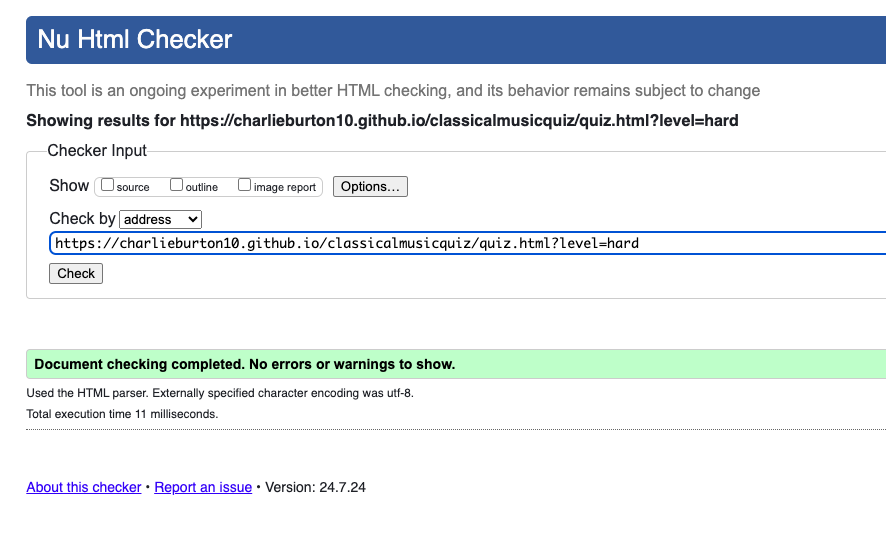 Nu Html Checker
This tool is an ongoing experiment in better HTML checking, and its behavior remains subject to change
Showing results for https://charlieburton10.github.io/classicalmusicquiz/quiz.html?level=hard
Checker Input
Show source outline image report Options...
Check by address
https://charlieburton10.github.io/classicalmusicquiz/quiz.html?level=hard
Check
Document checking completed. No errors or warnings to show.
Used the HTML parser. Externally specified character encoding was utf-8.
Total execution time 11 milliseconds.
About this checker • Report an issue • Version: 24.7.24